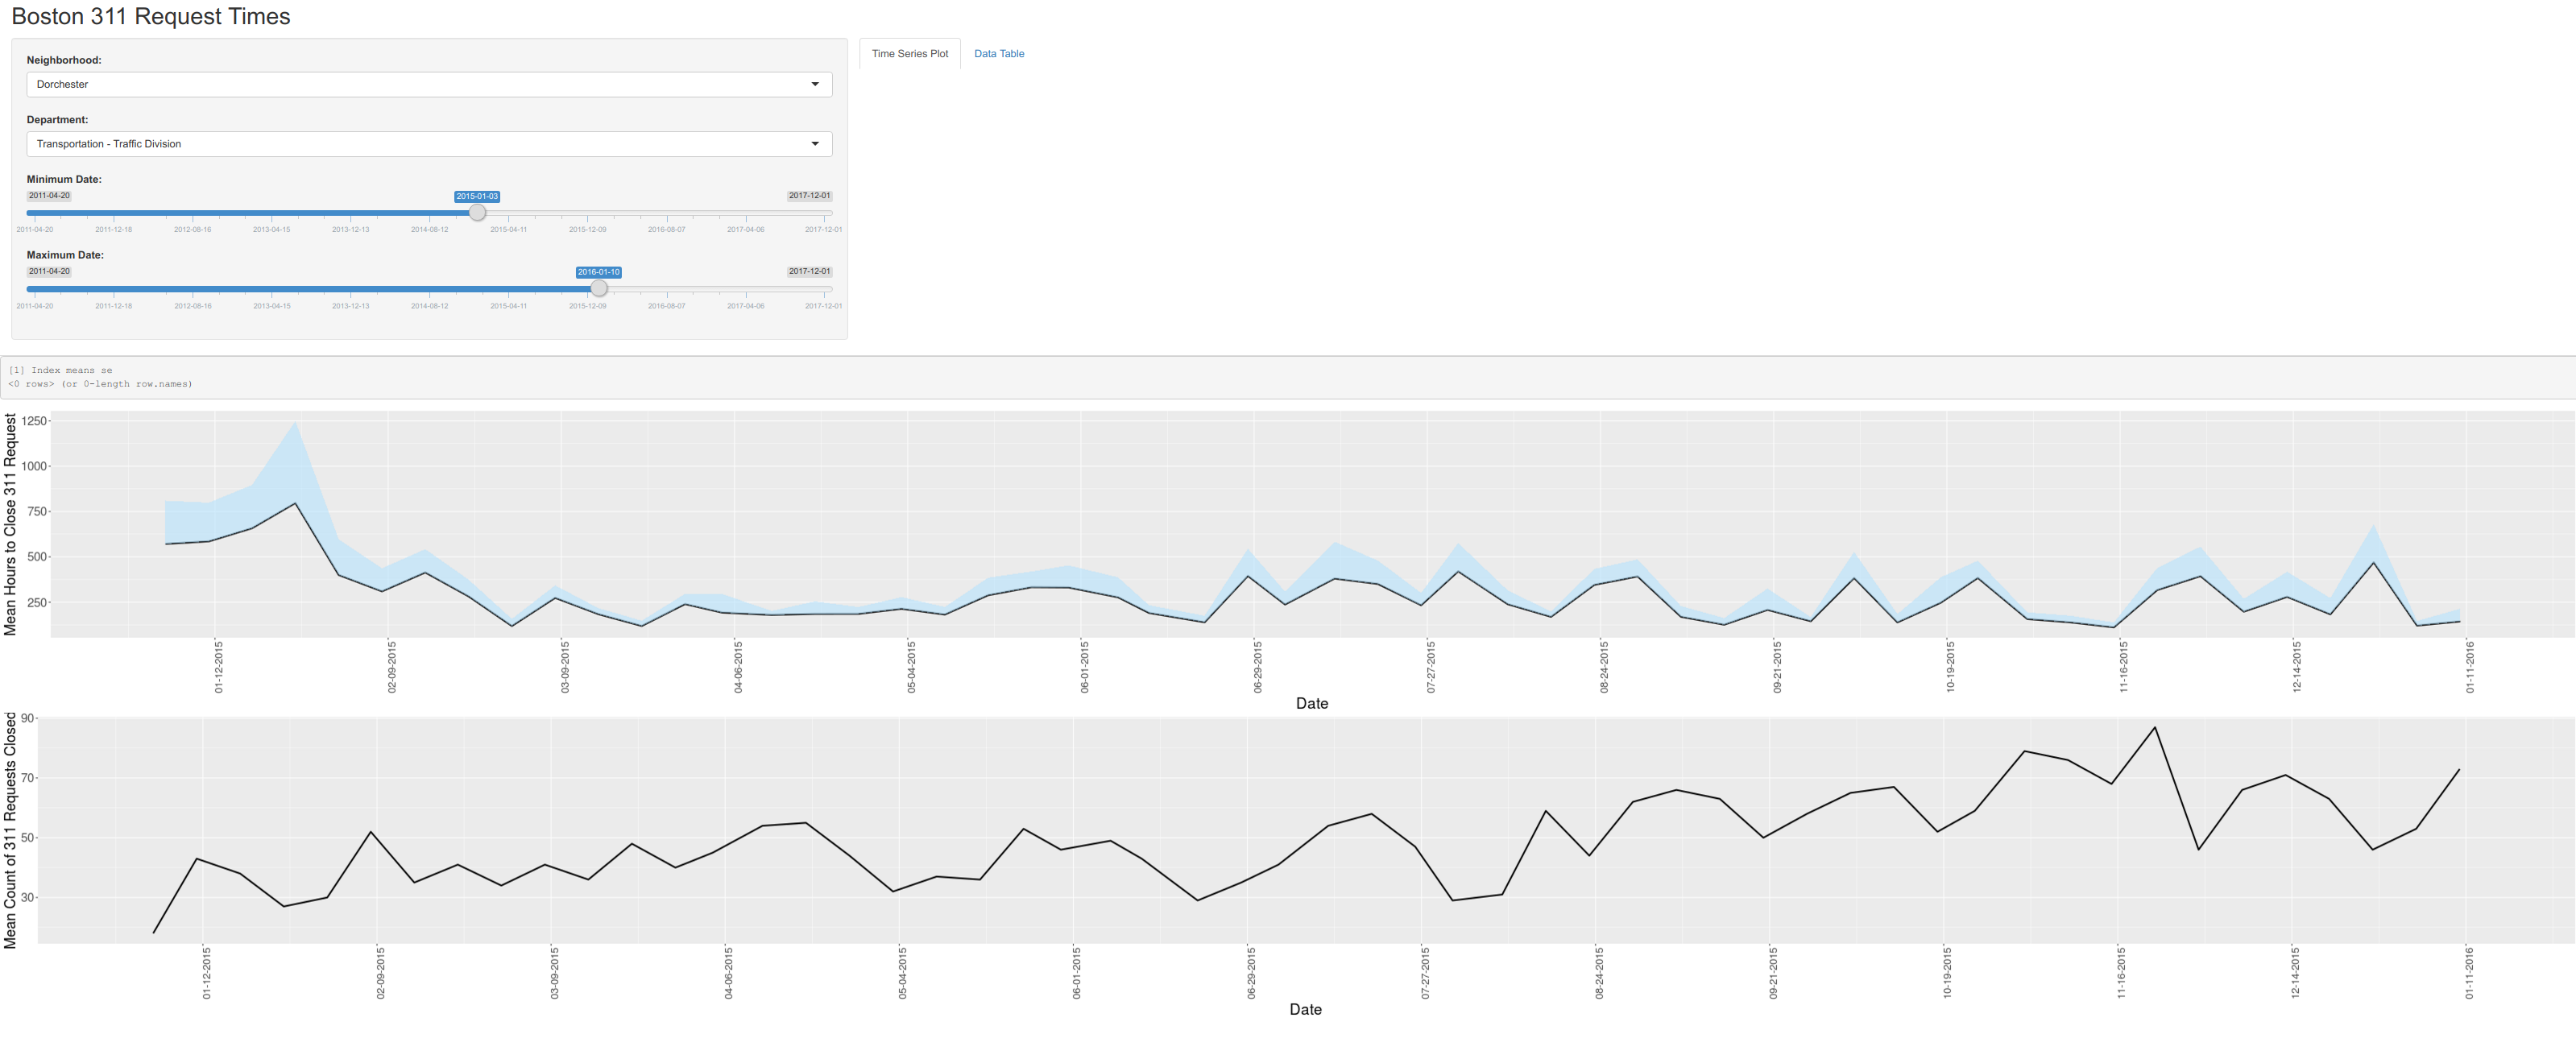 Boston 311 Request Times
Neighborhood:
Dorchester
Department:
Transportation - Traffic Division
Minimum Date:
2011-04-20 2015-01-03 2017-12-01
2011-04-20 2011-12-18 2012-08-16 2013-04-15 2013-12-13 2014-08-12 2015-04-11 2015-12-09 2016-08-07 2017-04-06 2017-12-01
Maximum Date:
2011-04-20 2016-01-10 2017-12-01
2011-04-20 2011-12-18 2012-08-16 2013-04-15 2013-12-13 2014-08-12 2015-04-11 2015-12-09 2016-08-07 2017-04-06 2017-12-01
Time Series Plot Data Table
[1] Index means se
<0 rows> (or 0-length row.names)
Mean Hours to Close 311 Request
1250
1000
750
500
250
01-12-2015 02-09-2015 03-09-2015 04-06-2015 05-04-2015 06-01-2015 06-29-2015 07-27-2015 08-24-2015 09-21-2015 10-19-2015 11-16-2015 12-14-2015 01-11-2016
Date
Mean Count of 311 Requests Closed
90
70
50
30
01-12-2015 02-09-2015 03-09-2015 04-06-2015 05-04-2015 06-01-2015 06-29-2015 07-27-2015 08-24-2015 09-21-2015 10-19-2015 11-16-2015 12-14-2015 01-11-2016
Date